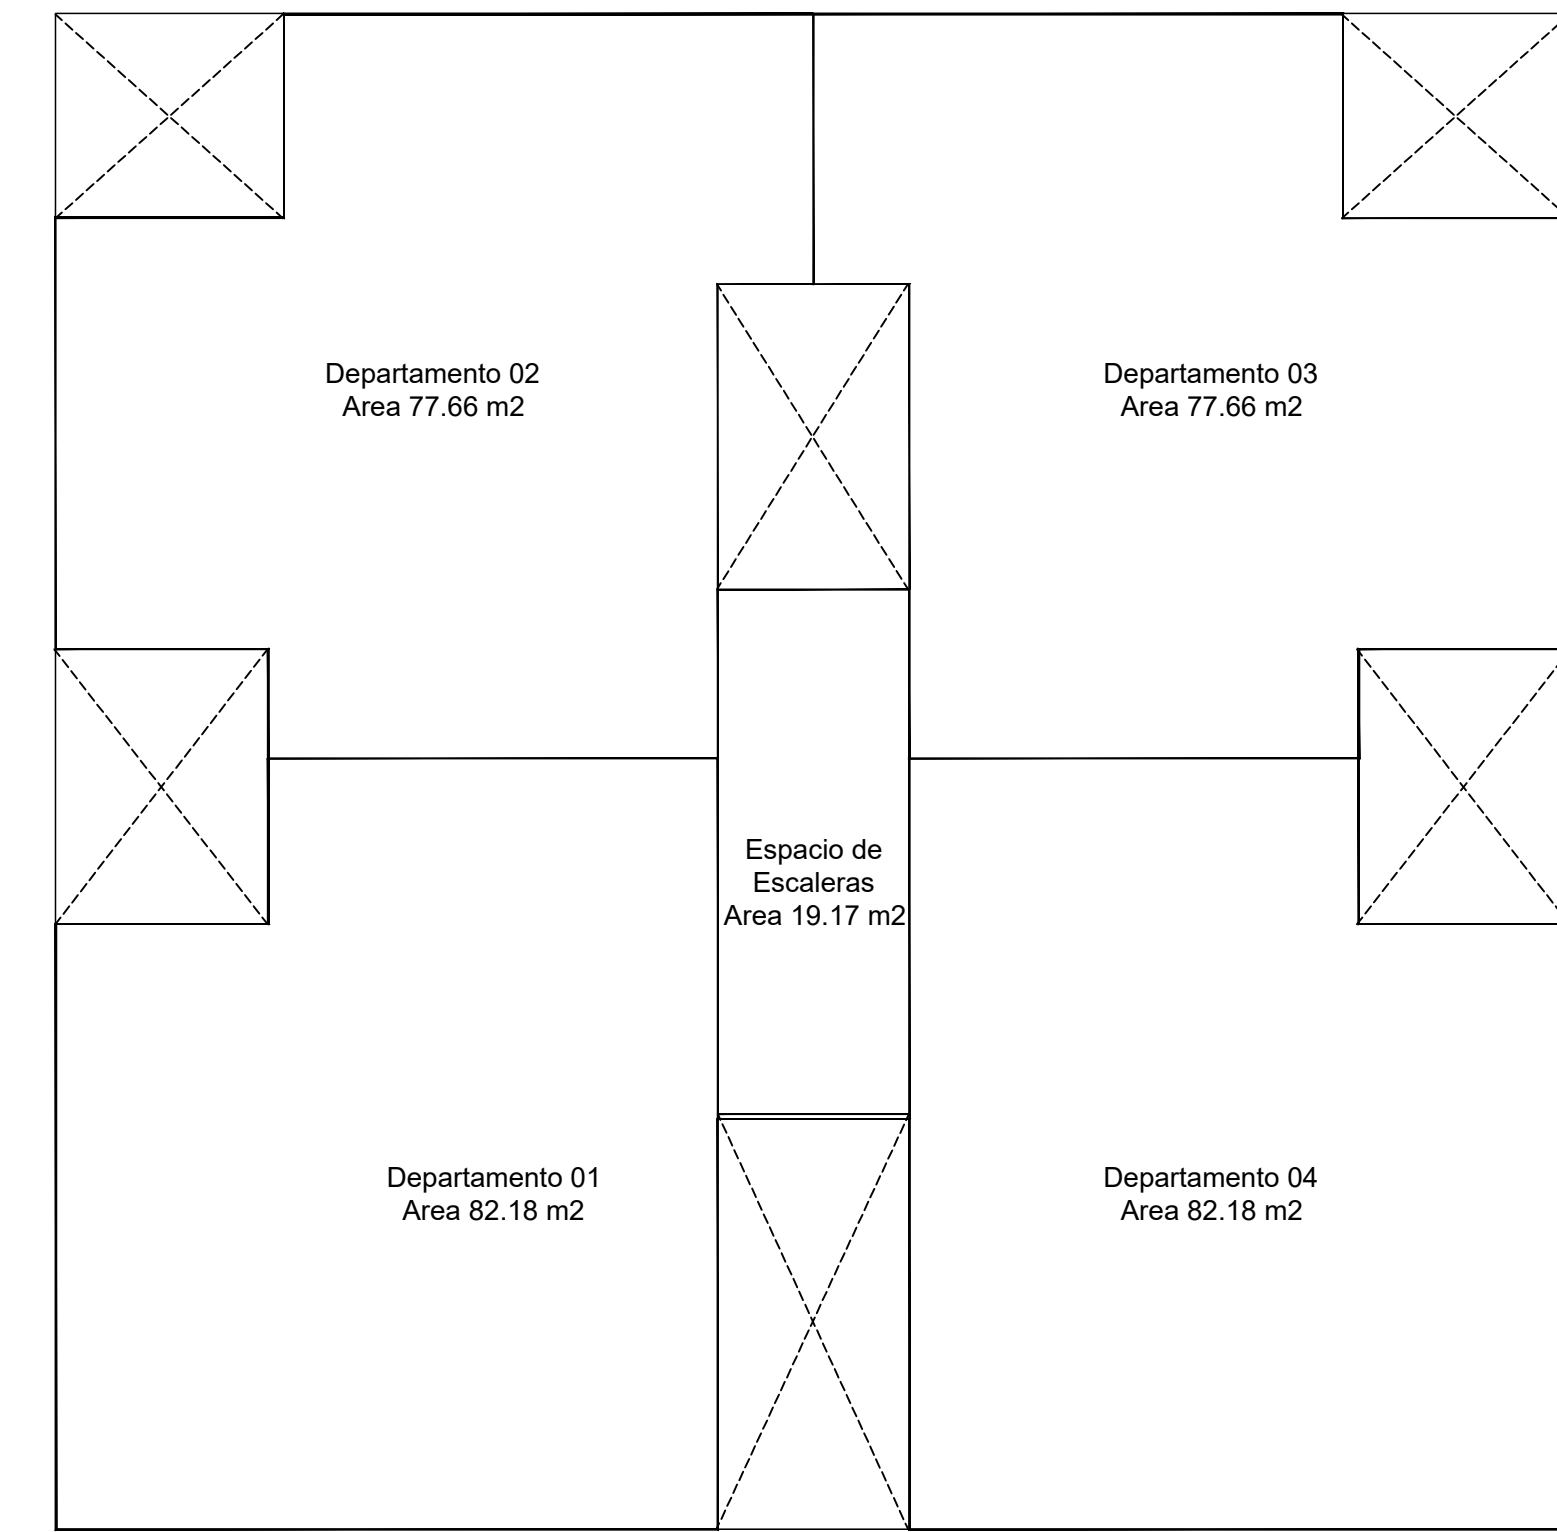 Departamento 02
Area 77.66 m2
Departamento 03
Area 77.66 m2
Espacio de
Escaleras
Area 19.17 m2
Departamento 01
Area 82.18 m2
Departamento 04
Area 82.18 m2